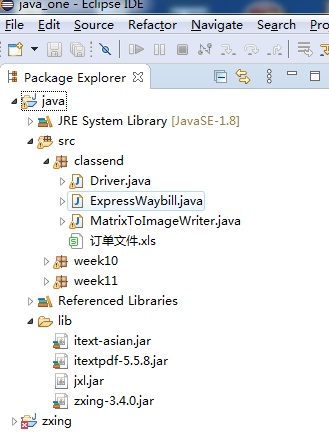 java_one - Eclipse IDE
File Edit Source Refactor Navigate Search Pro
Package Explorer
java
JRE System Library [JavaSE-1.8]
src
classend
Driver.java
ExpressWaybill.java
MatrixToImageWriter.java
订单文件.xls
week10
week11
Referenced Libraries
lib
itext-asian.jar
itextpdf-5.5.8.jar
jxl.jar
zxing-3.4.0.jar
zxing